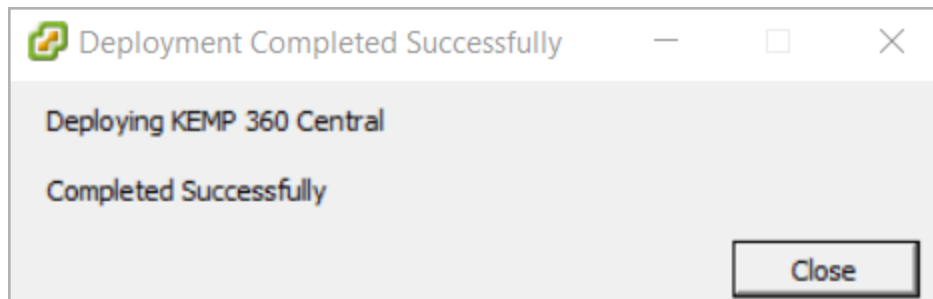 Deployment Completed Successfully
Deploying KEMP 360 Central
Completed Successfully
Close